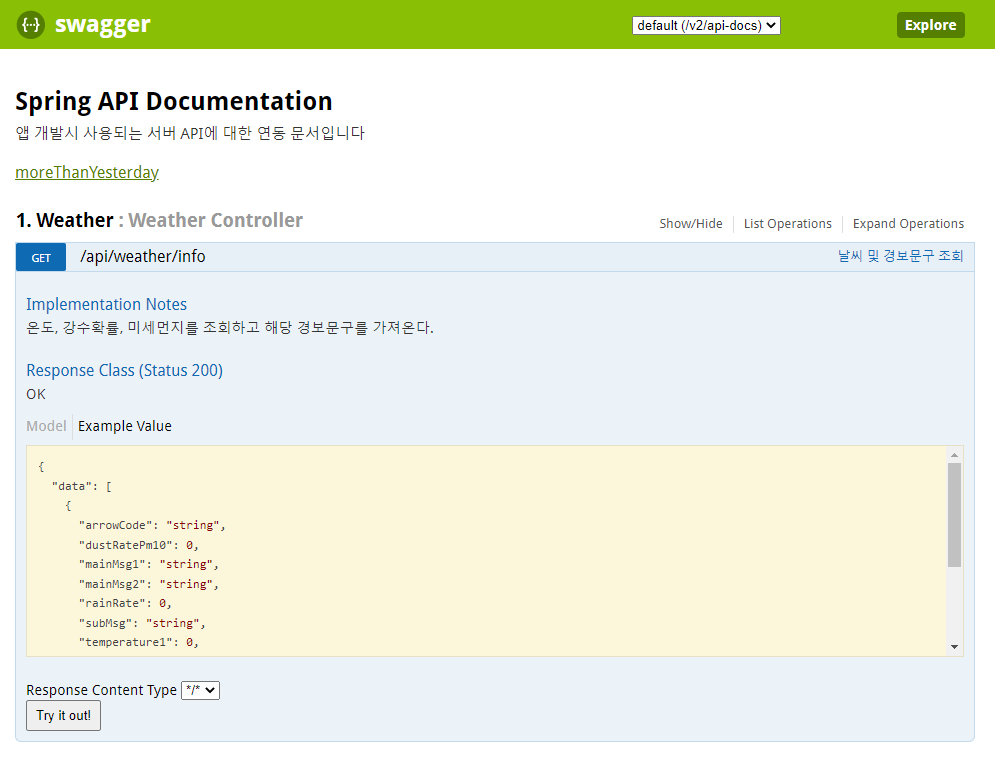 {···} swagger default (/v2/api-docs) Explore
Spring API Documentation
앱 개발시 사용되는 서버 API에 대한 연동 문서입니다
moreThanYesterday
1. Weather : Weather Controller Show/Hide List Operations Expand Operations
GET /api/weather/info 날씨 및 경보문구 조회
Implementation Notes
온도, 강수확률, 미세먼지를 조회하고 해당 경보문구를 가져온다.
Response Class (Status 200)
OK
Model Example Value
{
"data": [
{
"arrowCode": "string",
"dustRatePm10": 0,
"mainMsg1": "string",
"mainMsg2": "string",
"rainRate": 0,
"subMsg": "string",
"temperature1": 0,
Response Content Type */*
Try it out!